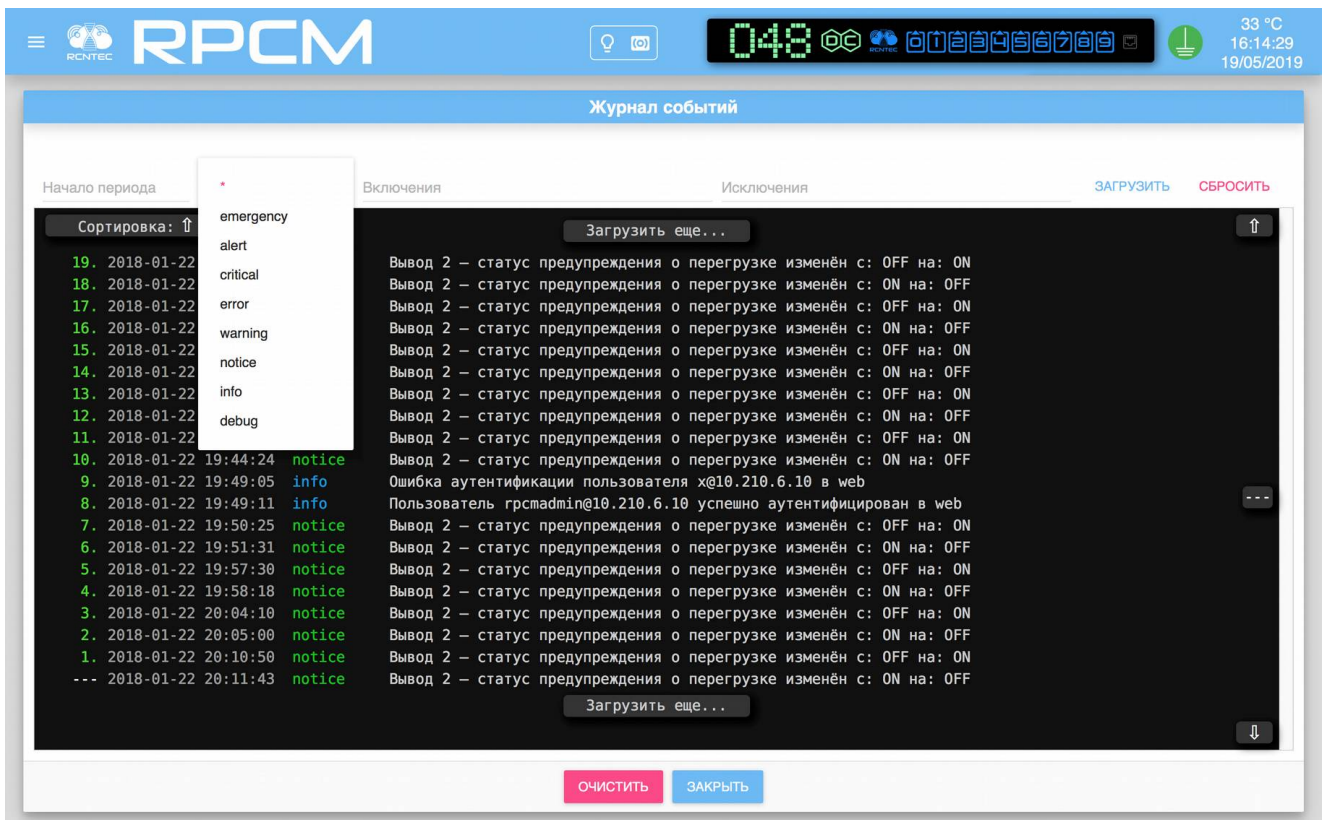 RCNTEC
RPCM
048 DC RCNTEC 0 1 2 3 4 5 6 7 8 9
33 °C
16:14:29
19/05/2019
Журнал событий
Начало периода
*
Включения
Исключения
ЗАГРУЗИТЬ
СБРОСИТЬ
emergency
alert
critical
error
warning
notice
info
debug
Сортировка: ⇧
Загрузить еще...
⇧
19. 2018-01-22 Вывод 2 — статус предупреждения о перегрузке изменён с: OFF на: ON
18. 2018-01-22 Вывод 2 — статус предупреждения о перегрузке изменён с: ON на: OFF
17. 2018-01-22 Вывод 2 — статус предупреждения о перегрузке изменён с: OFF на: ON
16. 2018-01-22 Вывод 2 — статус предупреждения о перегрузке изменён с: ON на: OFF
15. 2018-01-22 Вывод 2 — статус предупреждения о перегрузке изменён с: OFF на: ON
14. 2018-01-22 Вывод 2 — статус предупреждения о перегрузке изменён с: ON на: OFF
13. 2018-01-22 Вывод 2 — статус предупреждения о перегрузке изменён с: OFF на: ON
12. 2018-01-22 Вывод 2 — статус предупреждения о перегрузке изменён с: ON на: OFF
11. 2018-01-22 Вывод 2 — статус предупреждения о перегрузке изменён с: OFF на: ON
10. 2018-01-22 19:44:24 notice Вывод 2 — статус предупреждения о перегрузке изменён с: ON на: OFF
9. 2018-01-22 19:49:05 info Ошибка аутентификации пользователя x@10.210.6.10 в web
8. 2018-01-22 19:49:11 info Пользователь rpcmadmin@10.210.6.10 успешно аутентифицирован в web
---
7. 2018-01-22 19:50:25 notice Вывод 2 — статус предупреждения о перегрузке изменён с: OFF на: ON
6. 2018-01-22 19:51:31 notice Вывод 2 — статус предупреждения о перегрузке изменён с: ON на: OFF
5. 2018-01-22 19:57:30 notice Вывод 2 — статус предупреждения о перегрузке изменён с: OFF на: ON
4. 2018-01-22 19:58:18 notice Вывод 2 — статус предупреждения о перегрузке изменён с: ON на: OFF
3. 2018-01-22 20:04:10 notice Вывод 2 — статус предупреждения о перегрузке изменён с: OFF на: ON
2. 2018-01-22 20:05:00 notice Вывод 2 — статус предупреждения о перегрузке изменён с: ON на: OFF
1. 2018-01-22 20:10:50 notice Вывод 2 — статус предупреждения о перегрузке изменён с: OFF на: ON
--- 2018-01-22 20:11:43 notice Вывод 2 — статус предупреждения о перегрузке изменён с: ON на: OFF
Загрузить еще...
⇩
ОЧИСТИТЬ
ЗАКРЫТЬ